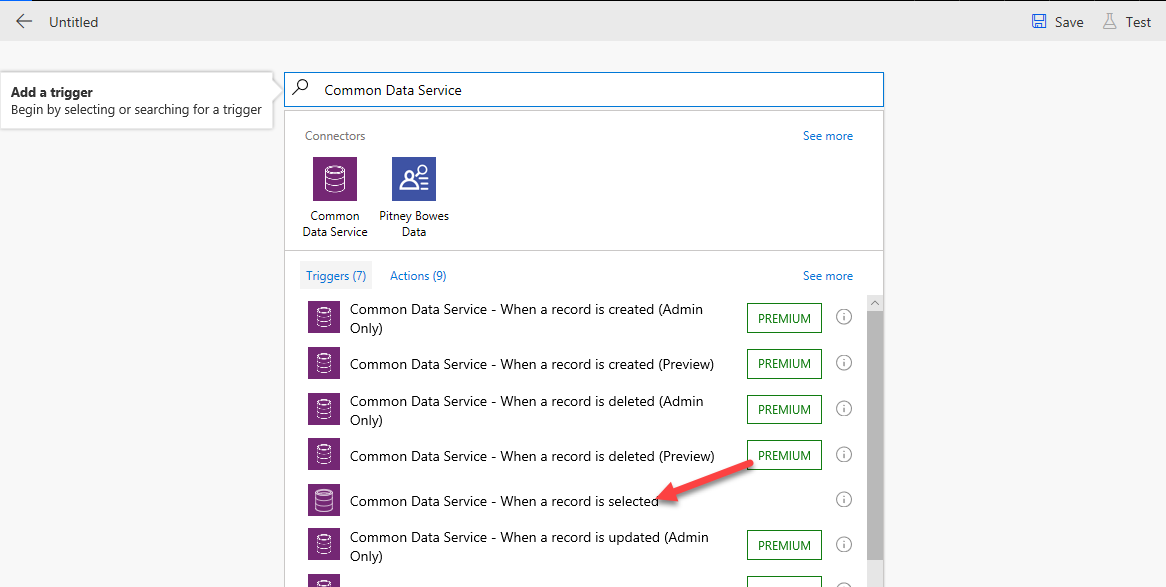 Untitled
Save
Test
Add a trigger
Begin by selecting or searching for a trigger
Common Data Service
Connectors
See more
Common
Data Service
Pitney Bowes
Data
Triggers (7)
Actions (9)
See more
Common Data Service - When a record is created (Admin
Only)
PREMIUM
Common Data Service - When a record is created (Preview)
PREMIUM
Common Data Service - When a record is deleted (Admin
Only)
PREMIUM
Common Data Service - When a record is deleted (Preview)
PREMIUM
Common Data Service - When a record is selected
Common Data Service - When a record is updated (Admin
Only)
PREMIUM